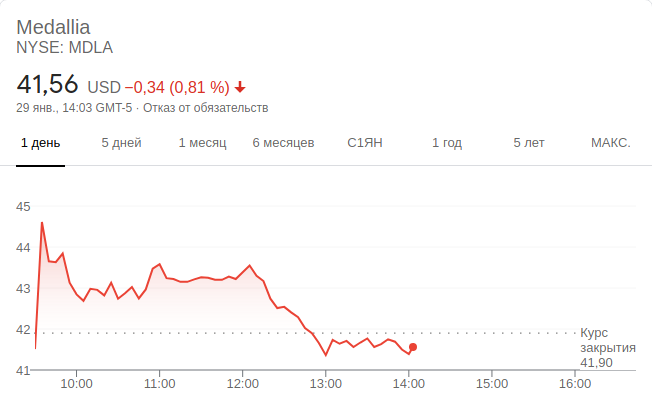 Medallia
NYSE: MDLA
41,56 USD −0,34 (0,81 %)
29 янв., 14:03 GMT-5 · Отказ от обязательств
1 день 5 дней 1 месяц 6 месяцев С1ЯН 1 год 5 лет МАКС.
45
44
43
42
41
Курс
закрытия
41,90
10:00 11:00 12:00 13:00 14:00 15:00 16:00